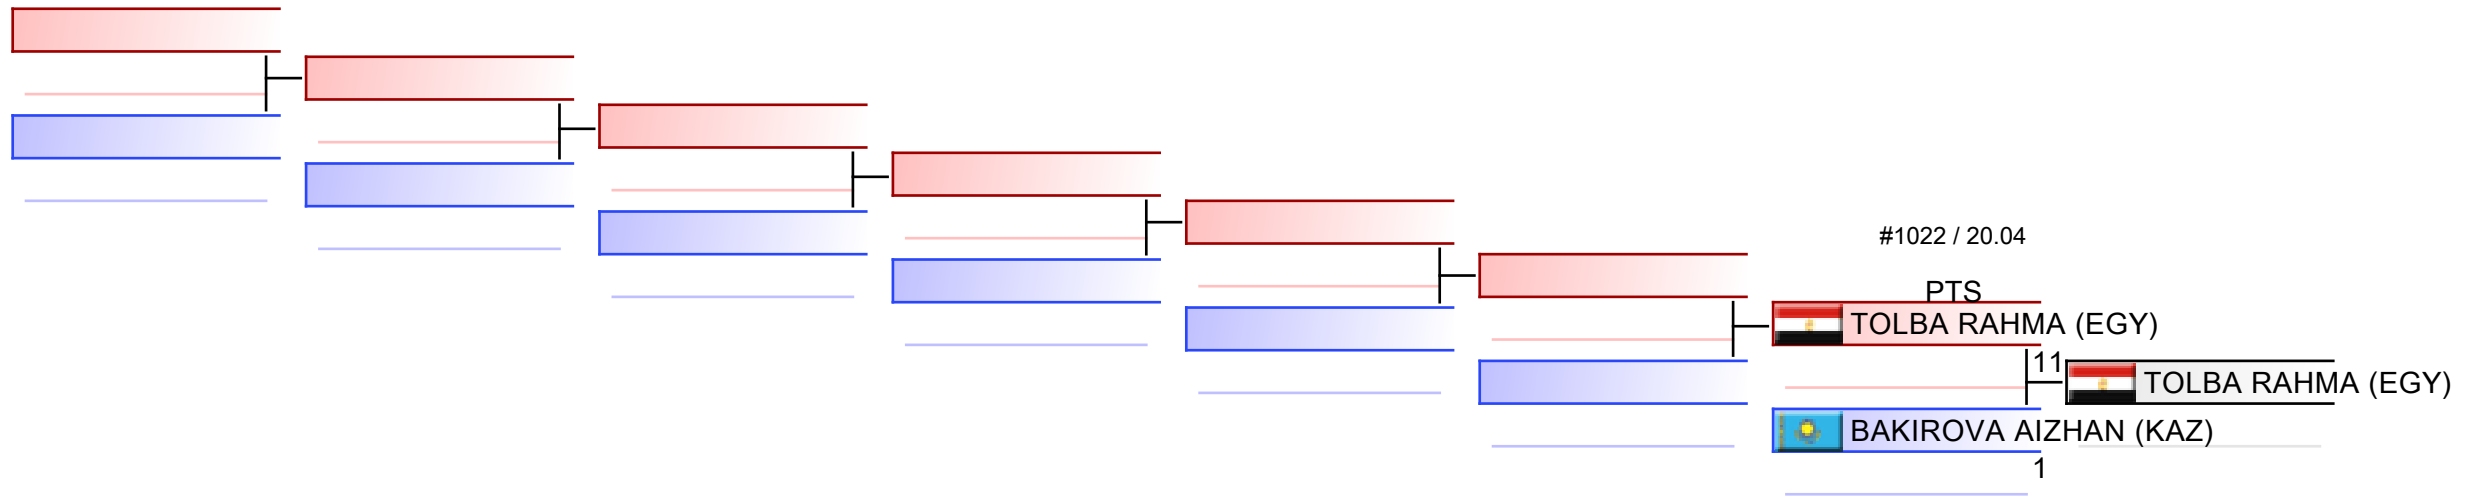 #1022 / 20.04
PTS
TOLBA RAHMA (EGY)
11
TOLBA RAHMA (EGY)
BAKIROVA AIZHAN (KAZ)
1